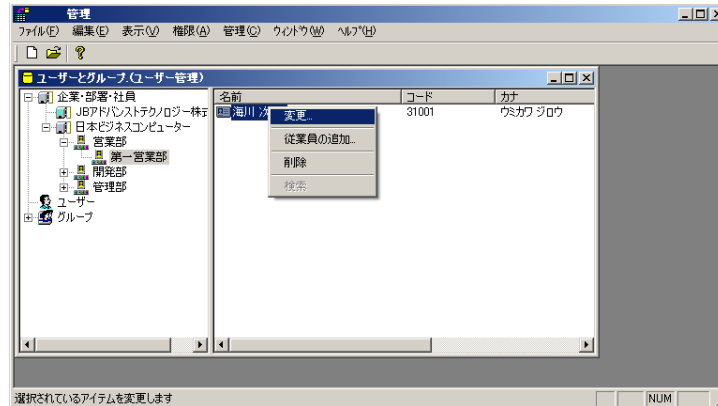 管理
ファイル(F) 編集(E) 表示(V) 権限(A) 管理(C) ウィンドウ(W) ヘルプ(H)
ユーザーとグループ.(ユーザー管理)
企業・部署・社員
JBアドバンストテクノロジー株
日本ビジネスコンピューター
営業部
第一営業部
開発部
管理部
ユーザー
グループ
名前 コード カナ
海川 31001 ウミカワ ジロウ
変更...
従業員の追加...
削除
検索
選択されているアイテムを変更します
NUM